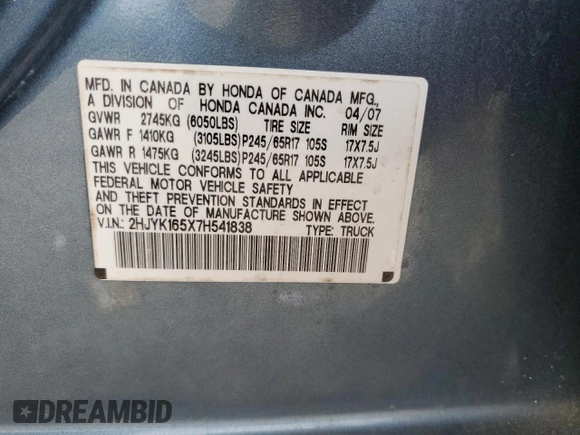 MFD. IN CANADA BY HONDA OF CANADA MFG.,
A DIVISION OF HONDA CANADA INC. 04/07
GVWR 2745KG (6050LBS) TIRE SIZE RIM SIZE
GAWR F 1410KG (3105LBS) P245/65R17 105S 17X7.5J
GAWR R 1475KG (3245LBS) P245/65R17 105S 17X7.5J
THIS VEHICLE CONFORMS TO ALL APPLICABLE
FEDERAL MOTOR VEHICLE SAFETY
AND THEFT PREVENTION STANDARDS IN EFFECT
ON THE DATE OF MANUFACTURE SHOWN ABOVE.
V.I.N.: 2HJYK165X7H541838 TYPE: TRUCK
DREAMBID